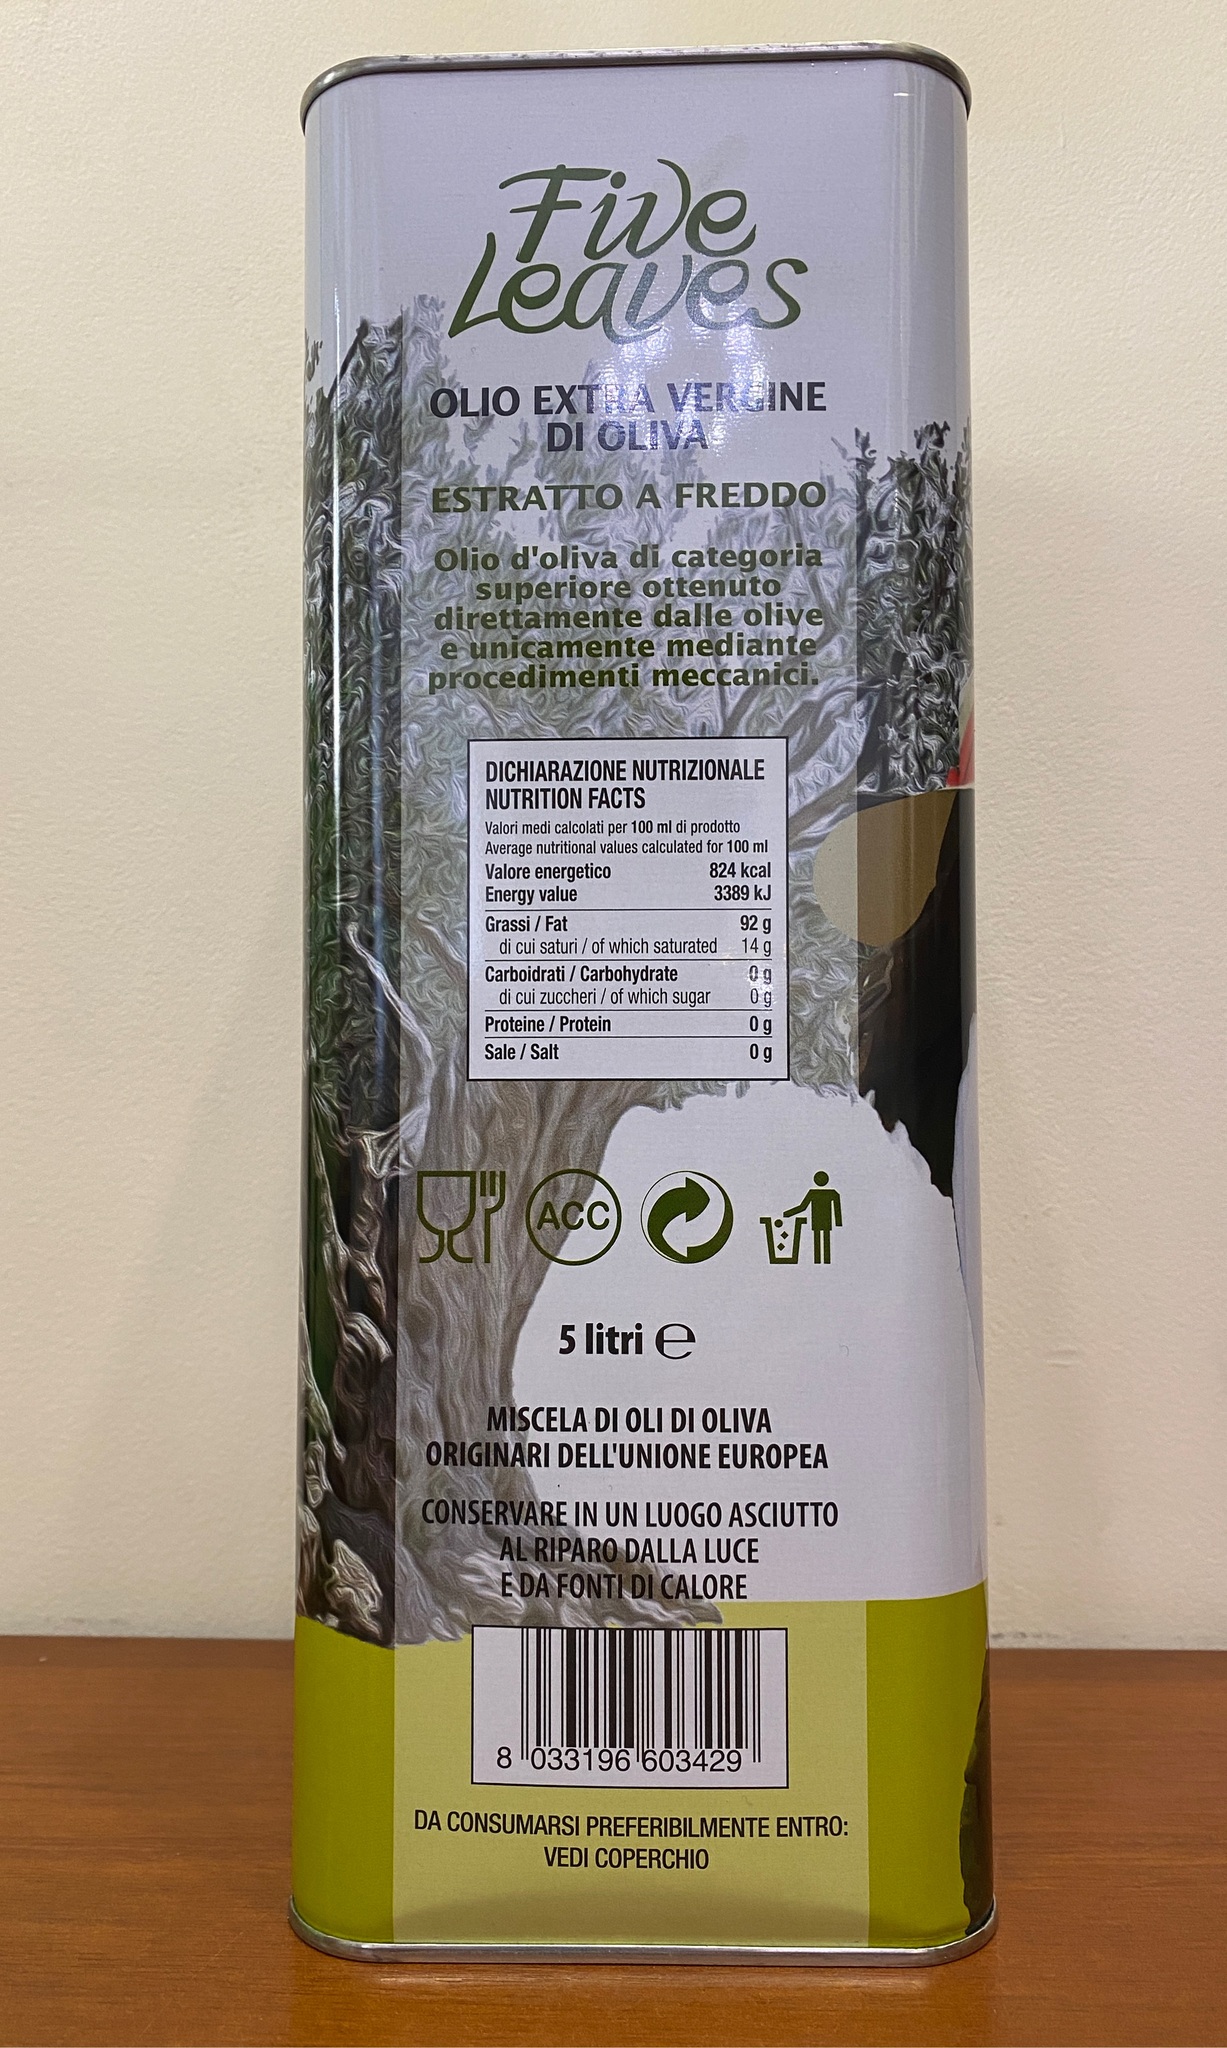 Five
Leaves
OLIO EXTRA VERGINE
DI OLIVA
ESTRATTO A FREDDO
Olio d'oliva di categoria
superiore ottenuto
direttamente dalle olive
e unicamente mediante
procedimenti meccanici.
DICHIARAZIONE NUTRIZIONALE
NUTRITION FACTS
Valori medi calcolati per 100 ml di prodotto
Average nutritional values calculated for 100 ml
Valore energetico 824 kcal
Energy value 3389 kJ
Grassi / Fat 92 g
di cui saturi / of which saturated 14 g
Carboidrati / Carbohydrate 0 g
di cui zuccheri / of which sugar 0 g
Proteine / Protein 0 g
Sale / Salt 0 g
ACC
5 litri ℮
MISCELA DI OLI DI OLIVA
ORIGINARI DELL'UNIONE EUROPEA
CONSERVARE IN UN LUOGO ASCIUTTO
AL RIPARO DALLA LUCE
E DA FONTI DI CALORE
8 033196 603429
DA CONSUMARSI PREFERIBILMENTE ENTRO:
VEDI COPERCHIO